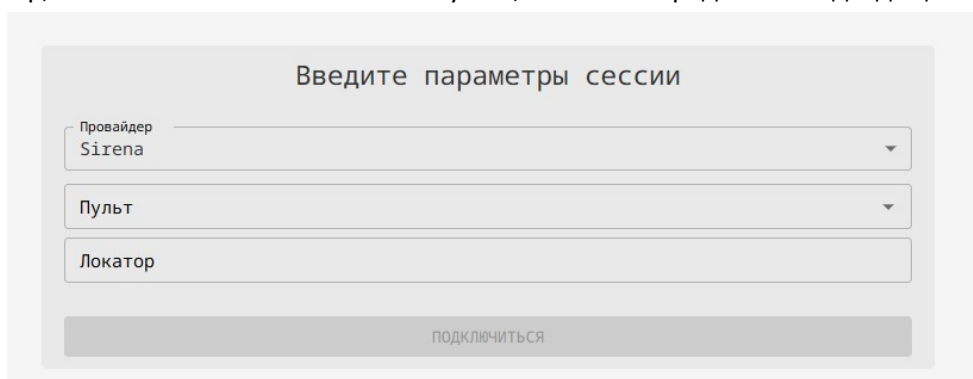 Введите параметры сессии
Провайдер
Sirena
Пульт
Локатор
ПОДКЛЮЧИТЬСЯ